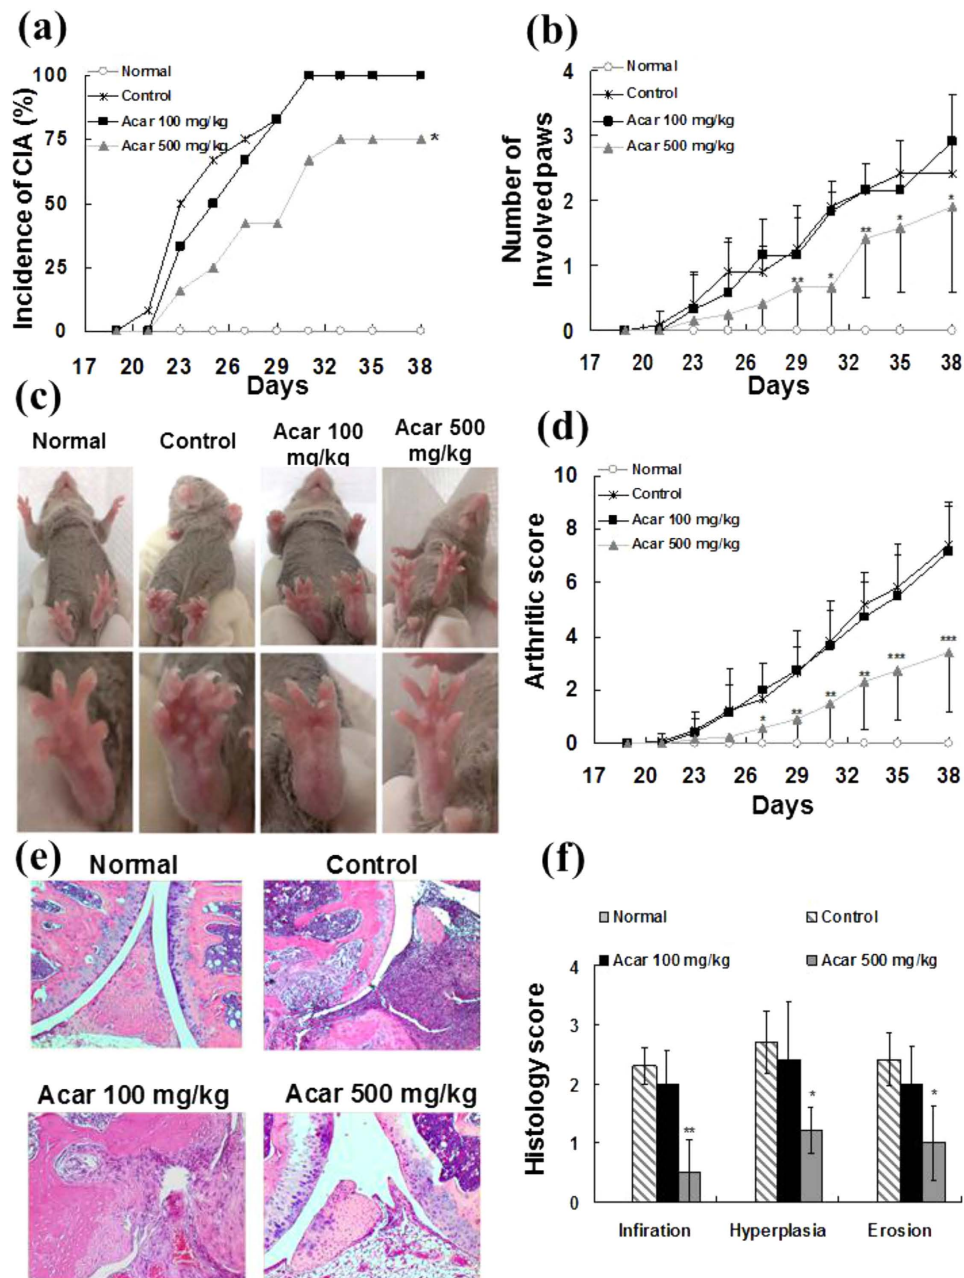 (a)
Incidence of CIA (%)
100
75
50
25
0
Normal
Control
Acar 100 mg/kg
Acar 500 mg/kg
*
17 20 23 26 29 32 35 38
Days
(b)
Number of
Involvedpaws
4
3
2
1
0
Normal
Control
Acar 100 mg/kg
Acar 500 mg/kg
** * ** * *
17 20 23 26 29 32 35 38
Days
(c)
Normal
Control
Acar 100
mg/kg
Acar 500
mg/kg
(d)
Arthritic score
10
8
6
4
2
0
Normal
Control
Acar 100 mg/kg
Acar 500 mg/kg
* ** ** ** *** ***
17 20 23 26 29 32 35 38
Days
(e)
Normal
Control
Acar 100 mg/kg
Acar 500 mg/kg
(f)
Histology score
Normal
Control
Acar 100 mg/kg
Acar 500 mg/kg
4
3
2
1
0
** * *
Infiration Hyperplasia Erosion